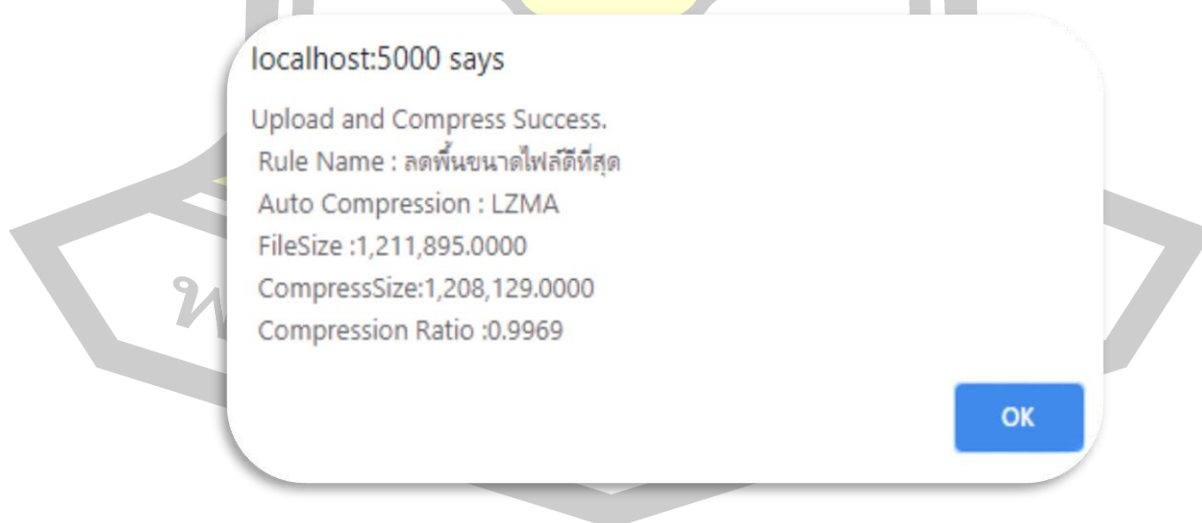 localhost:5000 says
Upload and Compress Success.
Rule Name : ลดพื้นขนาดไฟล์ดีที่สุด
Auto Compression : LZMA
FileSize :1,211,895.0000
CompressSize:1,208,129.0000
Compression Ratio :0.9969
OK